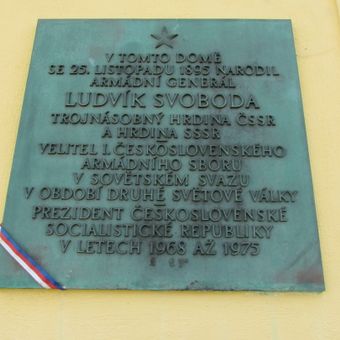 V TOMTO DOMĚ
SE 25. LISTOPADU 1895 NARODIL
ARMÁDNÍ GENERÁL
LUDVÍK SVOBODA
TROJNÁSOBNÝ HRDINA ČSSR
A HRDINA SSSR
VELITEL I. ČESKOSLOVENSKÉHO
ARMÁDNÍHO SBORU
V SOVĚTSKÉM SVAZU
V OBDOBÍ DRUHÉ SVĚTOVÉ VÁLKY
PREZIDENT ČESKOSLOVENSKÉ
SOCIALISTICKÉ REPUBLIKY
V LETECH 1968 AŽ 1975